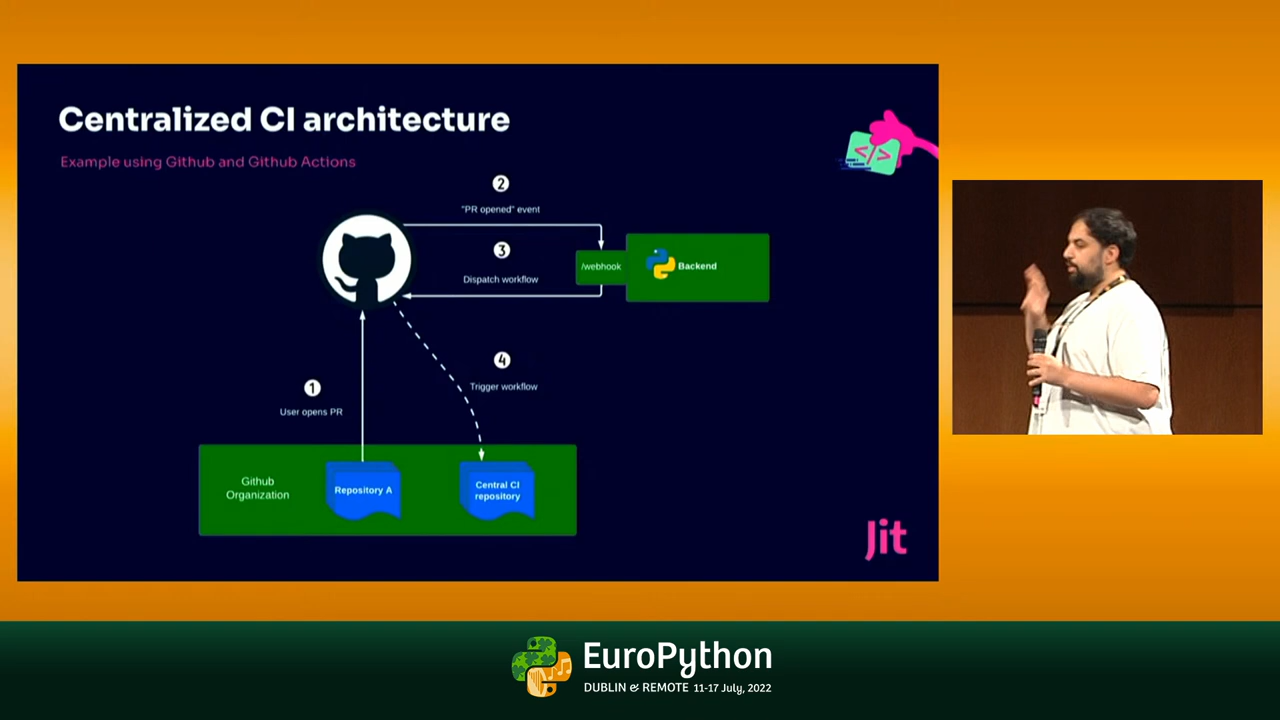 Centralized CI architecture
Example using Github and Github Actions
</>
2
"PR opened" event
3
Dispatch workflow
/webhook
Backend
4
Trigger workflow
1
User opens PR
Github
Organization
Repository A
Central CI
repository
Jit
EuroPython
DUBLIN & REMOTE 11-17 July, 2022